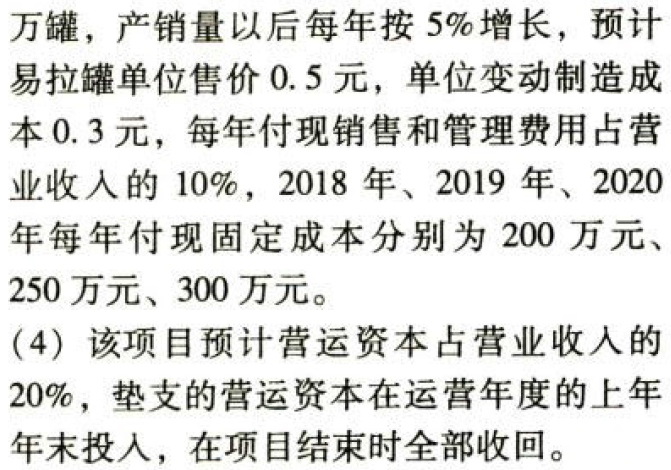 万罐，产销量以后每年按 5%增长，预计
易拉罐单位售价 0.5 元，单位变动制造成
本 0.3 元，每年付现销售和管理费用占营
业收入的 10%，2018 年、2019 年、2020
年每年付现固定成本分别为 200 万元、
250 万元、300 万元。
(4) 该项目预计营运资本占营业收入的
20%，垫支的营运资本在运营年度的上年
年末投入，在项目结束时全部收回。